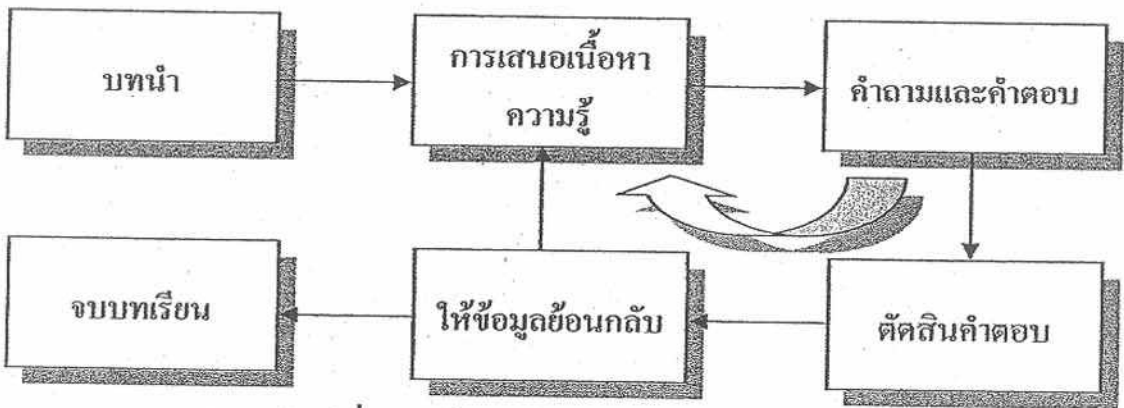 บทนำ
การเสนอเนื้อหา
ความรู้
คำถามและคำตอบ
จบบทเรียน
ให้ข้อมูลย้อนกลับ
ตัดสินคำตอบ